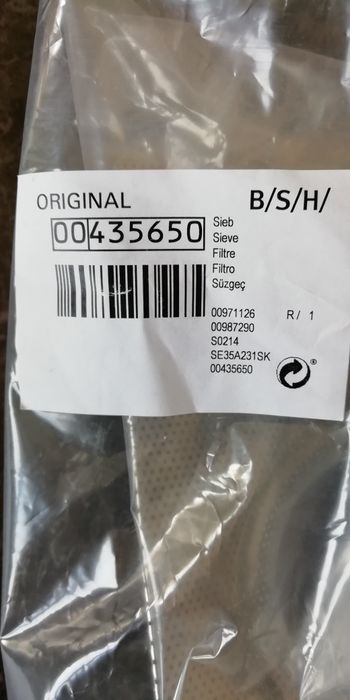 ORIGINAL B/S/H/
00435650
Sieb
Sieve
Filtre
Filtro
Süzgeç
00971126 R/ 1
00987290
S0214
SE35A231SK
00435650
®